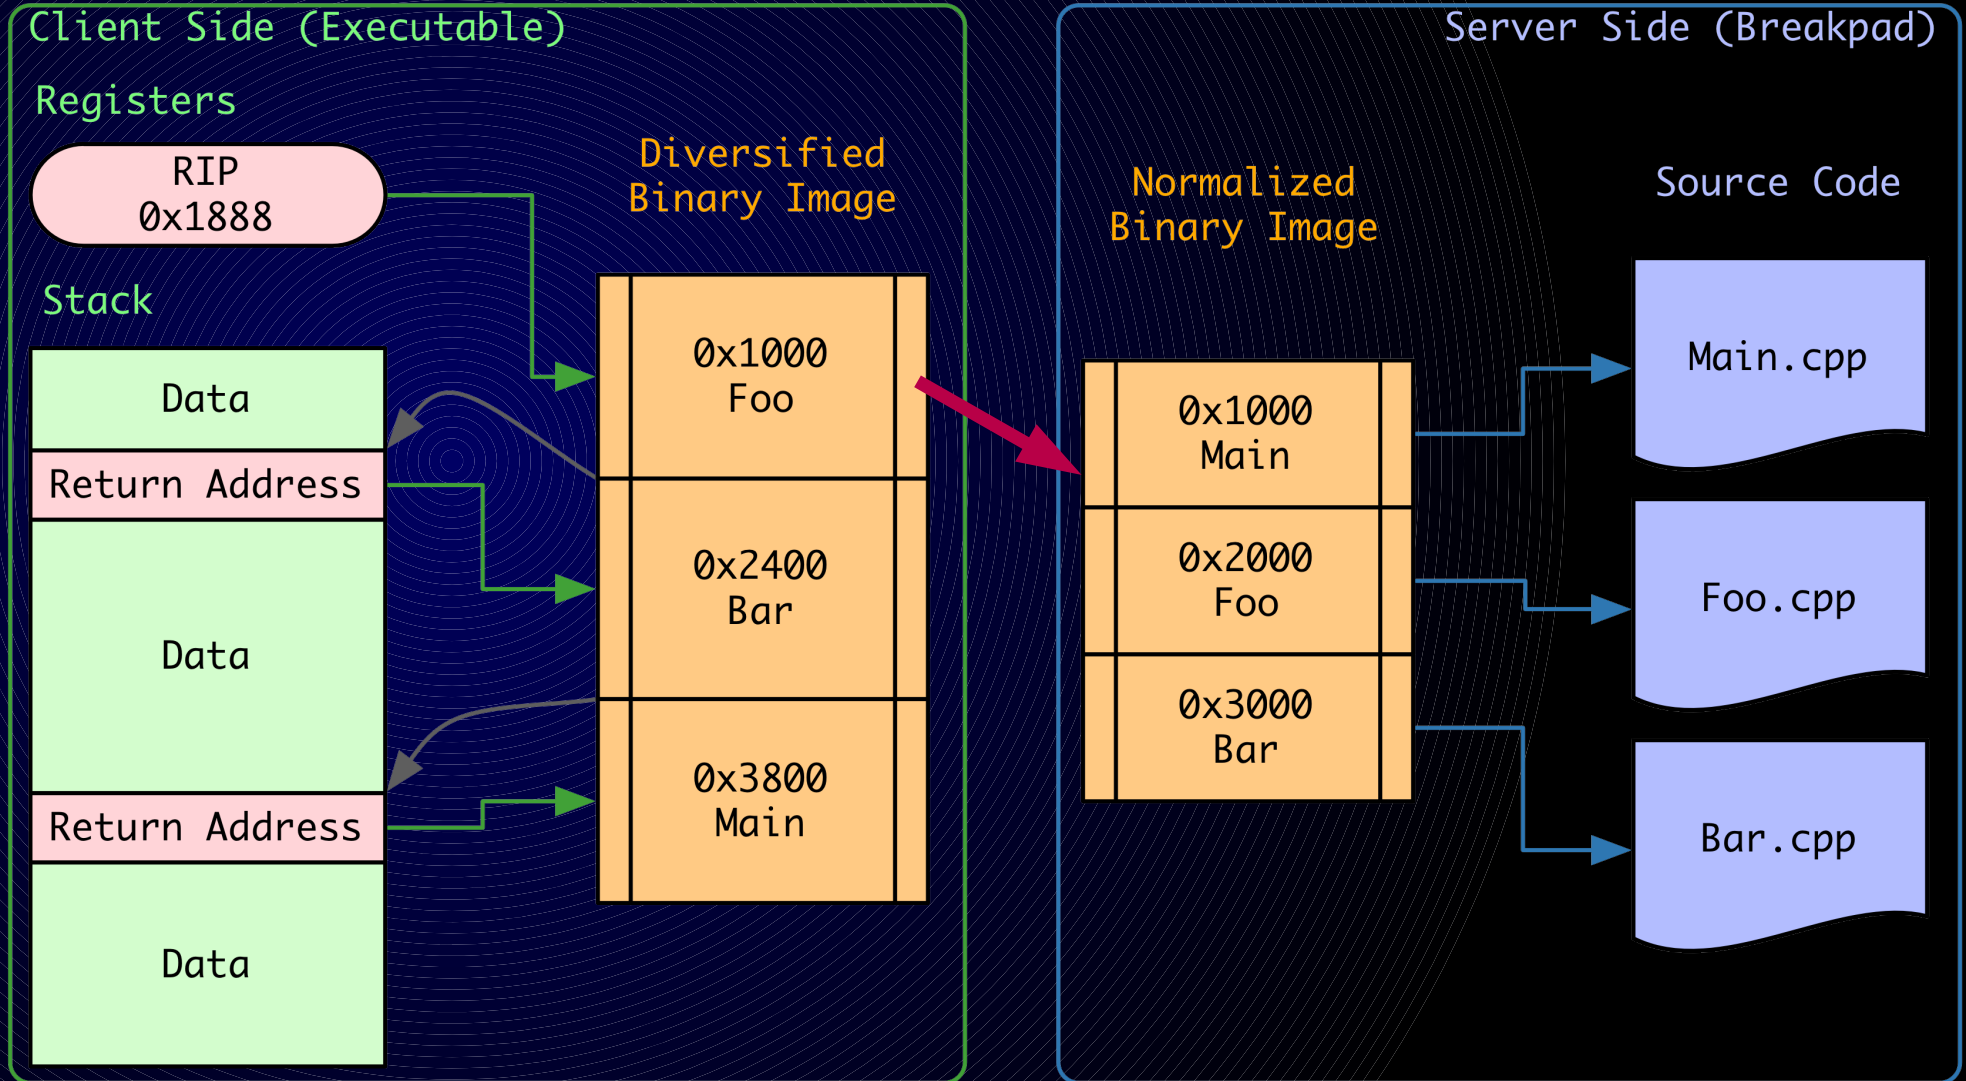 Client Side (Executable)
Registers
RIP
0x1888
Stack
Data
Return Address
Data
Return Address
Data
Diversified
Binary Image
0x1000
Foo
0x2400
Bar
0x3800
Main
Server Side (Breakpad)
Normalized
Binary Image
0x1000
Main
0x2000
Foo
0x3000
Bar
Source Code
Main.cpp
Foo.cpp
Bar.cpp